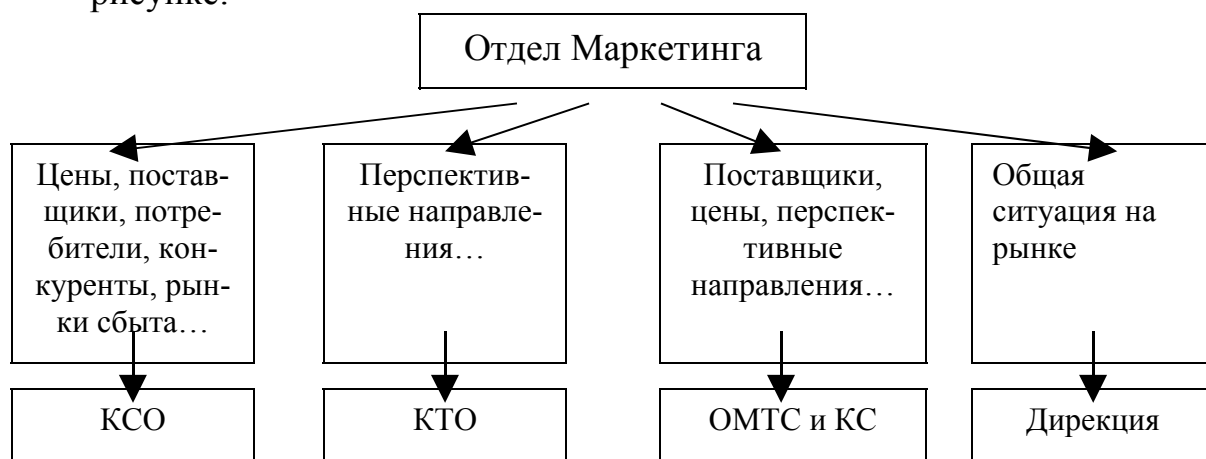 рисунке.
Отдел Маркетинга
Цены, постав-
щики, потре-
бители, кон-
куренты, рын-
ки сбыта…
Перспектив-
ные направле-
ния…
Поставщики,
цены, перспек-
тивные
направления…
Общая
ситуация на
рынке
КСО
КТО
ОМТС и КС
Дирекция